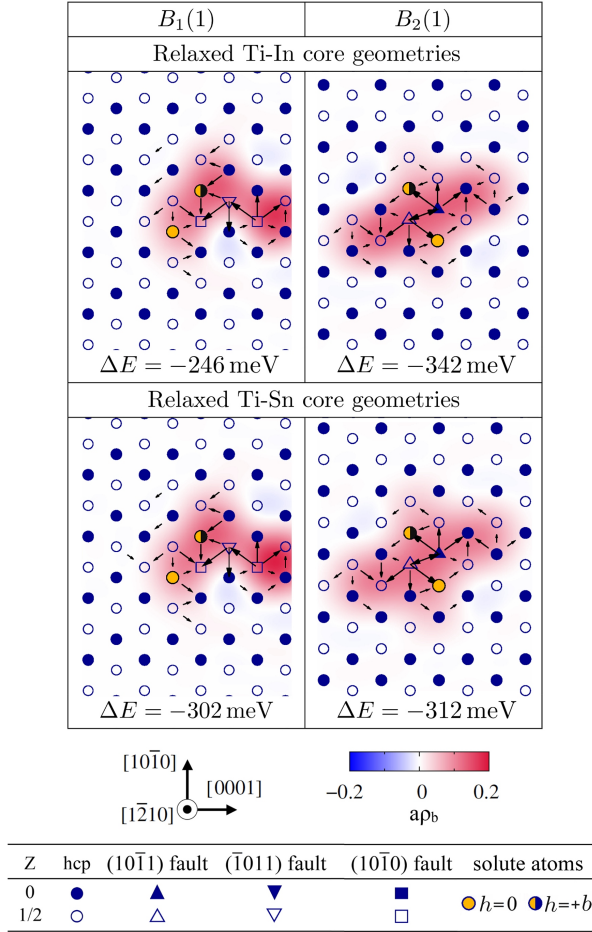 B₁(1) B₂(1)
Relaxed Ti-In core geometries
ΔE = −246 meV ΔE = −342 meV
Relaxed Ti-Sn core geometries
ΔE = −302 meV ΔE = −312 meV
[101̅0]
[0001]
[12̅10]
−0.2 0 0.2
aρb
Z hcp (101̅1) fault (1̅011) fault (101̅0) fault solute atoms
0
1/2
h=0 h=+b